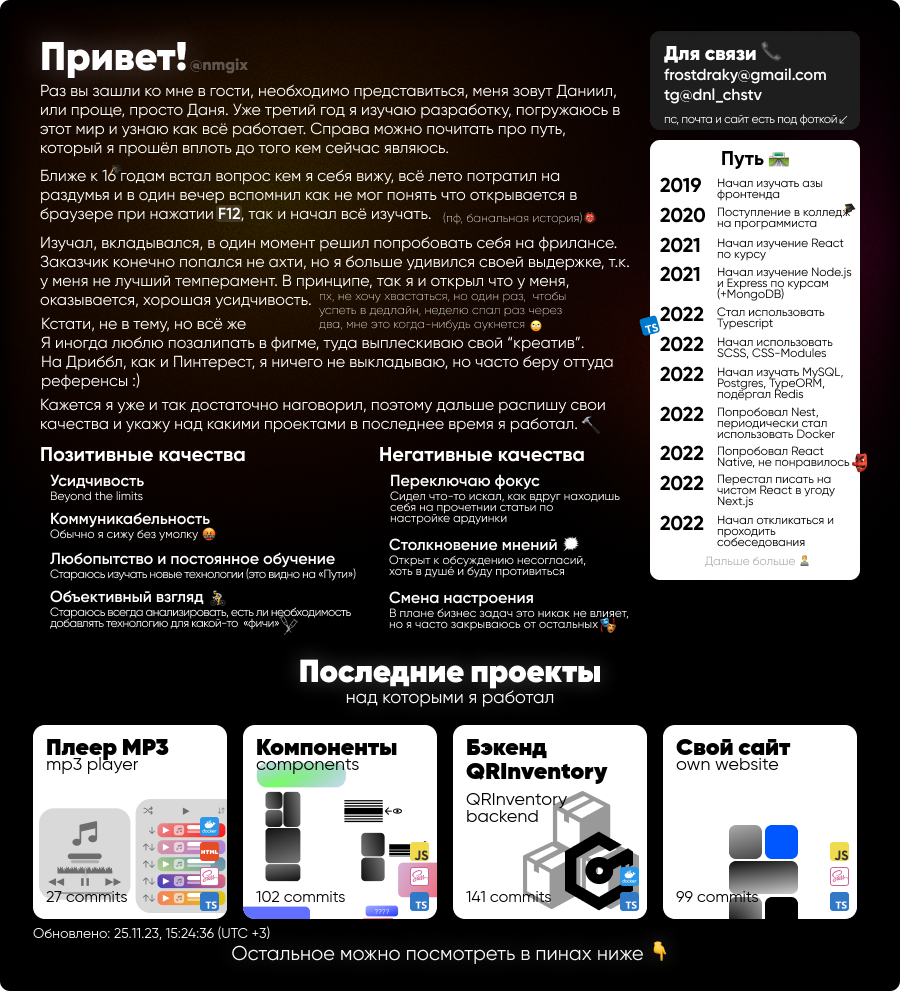 Привет! @nmgix
Раз вы зашли ко мне в гости, необходимо представиться, меня зовут Даниил,
или проще, просто Даня. Уже третий год я изучаю разработку, погружаюсь в
этот мир и узнаю как всё работает. Справа можно почитать про путь,
который я прошёл вплоть до того кем сейчас являюсь.
Ближе к 16 годам встал вопрос кем я себя вижу, всё лето потратил на
раздумья и в один вечер вспомнил как не мог понять что открывается в
браузере при нажатии F12, так и начал всё изучать. (пф, банальная история)
Изучал, вкладывался, в один момент решил попробовать себя на фрилансе.
Заказчик конечно попался не ахти, но я больше удивился своей выдержке, т.к.
у меня не лучший темперамент. В принципе, так я и открыл что у меня,
оказывается, хорошая усидчивость.
пх, не хочу хвастаться, но один раз, чтобы
успеть в дедлайн, неделю спал раз через
два, мне это когда-нибудь аукнется
Кстати, не в тему, но всё же
Я иногда люблю позалипать в фигме, туда выплескиваю свой “креатив”.
На Дриббл, как и Пинтерест, я ничего не выкладываю, но часто беру оттуда
референсы :)
Кажется я уже и так достаточно наговорил, поэтому дальше распишу свои
качества и укажу над какими проектами в последнее время я работал.
Позитивные качества
Усидчивость
Beyond the limits
Коммуникабельность
Обычно я сижу без умолку
Любопытство и постоянное обучение
Стараюсь изучать новые технологии (это видно на «Пути»)
Объективный взгляд
Стараюсь всегда анализировать, есть ли необходимость
добавлять технологию для какой-то «фичи»
Негативные качества
Переключаю фокус
Сидел что-то искал, как вдруг находишь
себя на прочетнии статьи по
настройке ардуинки
Столкновение мнений
Открыт к обсуждению несогласий,
хоть в душе и буду противиться
Смена настроения
В плане бизнес задач это никак не влияет,
но я часто закрываюсь от остальных
Для связи
frostdraky@gmail.com
tg@dnl_chstv
пс, почта и сайт есть под фоткой↙
Путь
2019 Начал изучать азы
фронтенда
2020 Поступление в колледж
на программиста
2021 Начал изучение React
по курсу
2021 Начал изучение Node.js
и Express по курсам
(+MongoDB)
TS
2022 Стал использовать
Typescript
2022 Начал использовать
SCSS, CSS-Modules
2022 Начал изучать MySQL,
Postgres, TypeORM,
подёргал Redis
2022 Попробовал Nest,
периодически стал
использовать Docker
2022 Попробовал React
Native, не понравилось
2022 Перестал писать на
чистом React в угоду
Next.js
2022 Начал откликаться и
проходить
собеседования
Дальше больше
Последние проекты
над которыми я работал
Плеер MP3
mp3 player
docker
HTML
Sass
27 commits
TS
Компоненты
components
JS
Sass
102 commits
????
TS
Бэкенд
QRInventory
QRInventory
backend
docker
141 commits
TS
Свой сайт
own website
JS
Sass
99 commits
TS
Обновлено: 25.11.23, 15:24:36 (UTC +3)
Остальное можно посмотреть в пинах ниже 👇